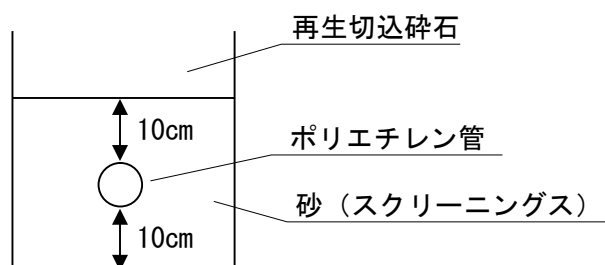 再生切込砕石
10cm
ポリエチレン管
砂（スクリーニングス）
10cm